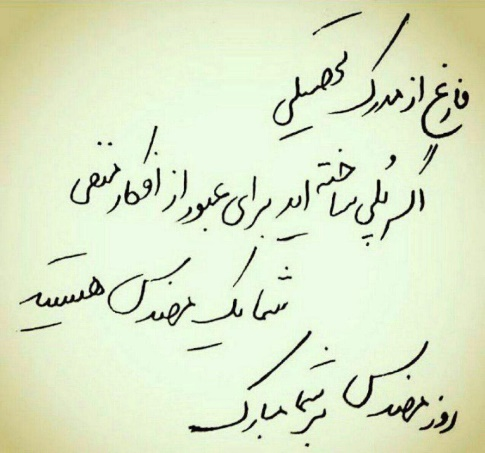 فارغ از مدرک تحصیلی
اگر پُلی ساخته اید برای عبور از افکار منفی
شما یک مهندس هستید
روز مهندس بر شما مبارک